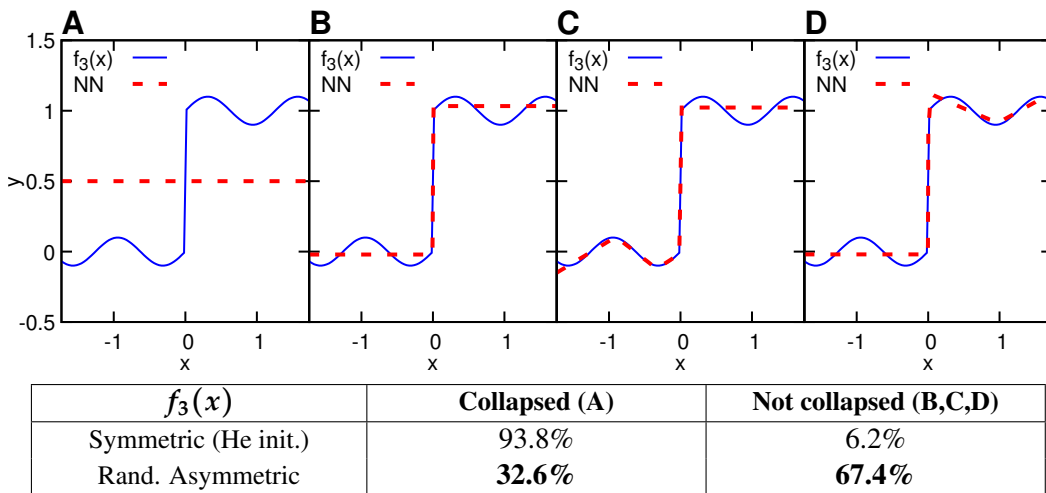 A B C D
1.5
f₃(x) f₃(x) f₃(x) f₃(x)
NN NN NN NN
1
y 0.5
0
-0.5
-1 0 1 -1 0 1 -1 0 1 -1 0 1
x x x x
f₃(x) Collapsed (A) Not collapsed (B,C,D)
Symmetric (He init.) 93.8% 6.2%
Rand. Asymmetric 32.6% 67.4%